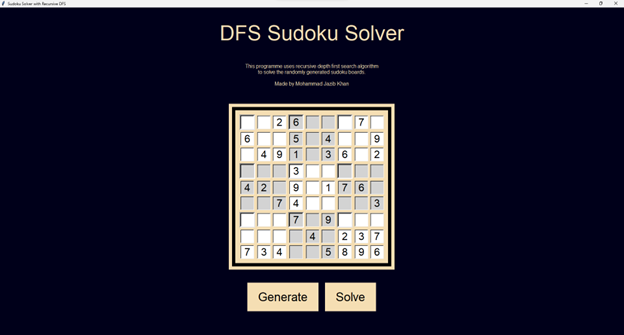 Sudoku Solver with Recursive DFS
DFS Sudoku Solver
This programme uses recursive depth first search algorithm
to solve the randomly generated sudoku boards.
Made by Mohammad Jazib Khan
2 6 7
6 5 4 9
4 9 1 3 6 2
3
4 2 9 1 7 6
7 4 3
7 9
4 2 3 7
7 3 4 5 8 9 6
Generate Solve